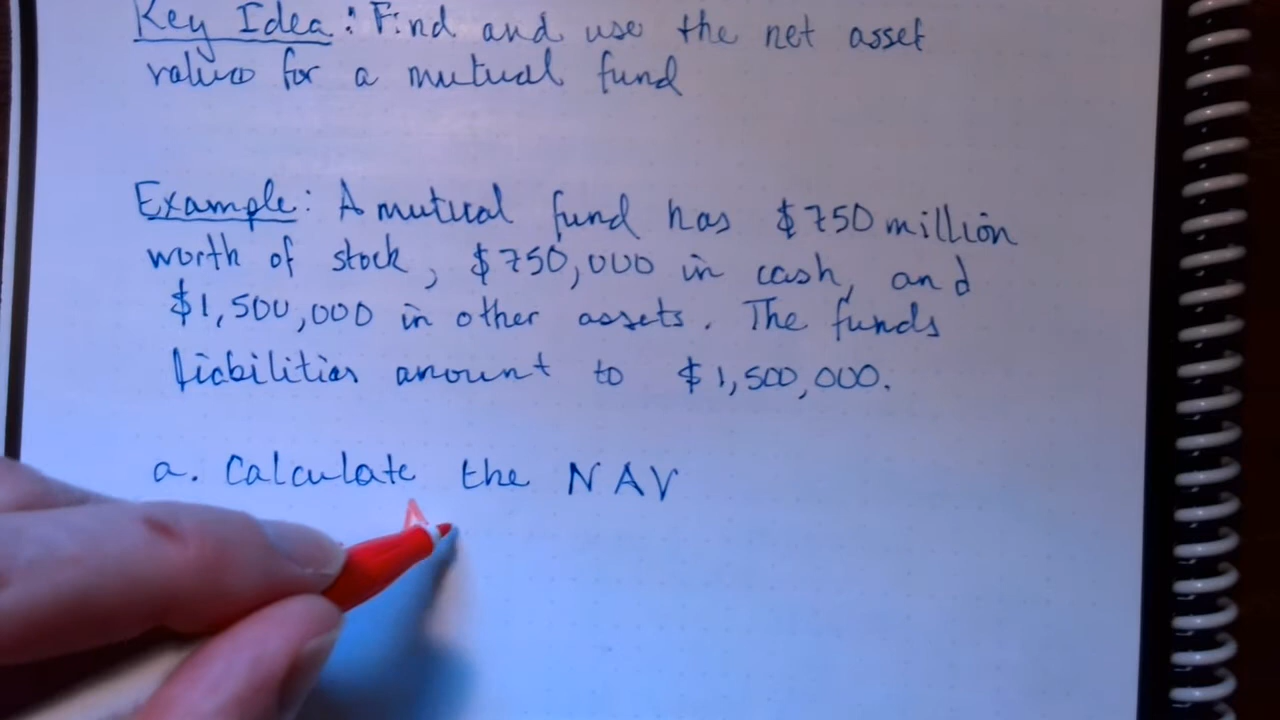 Key Idea: Find and use the net asset
value for a mutual fund
Example: A mutual fund has $750 million
worth of stock, $750,000 in cash, and
$1,500,000 in other assets. The funds
liabilities amount to $1,500,000.
a. Calculate the NAV
A